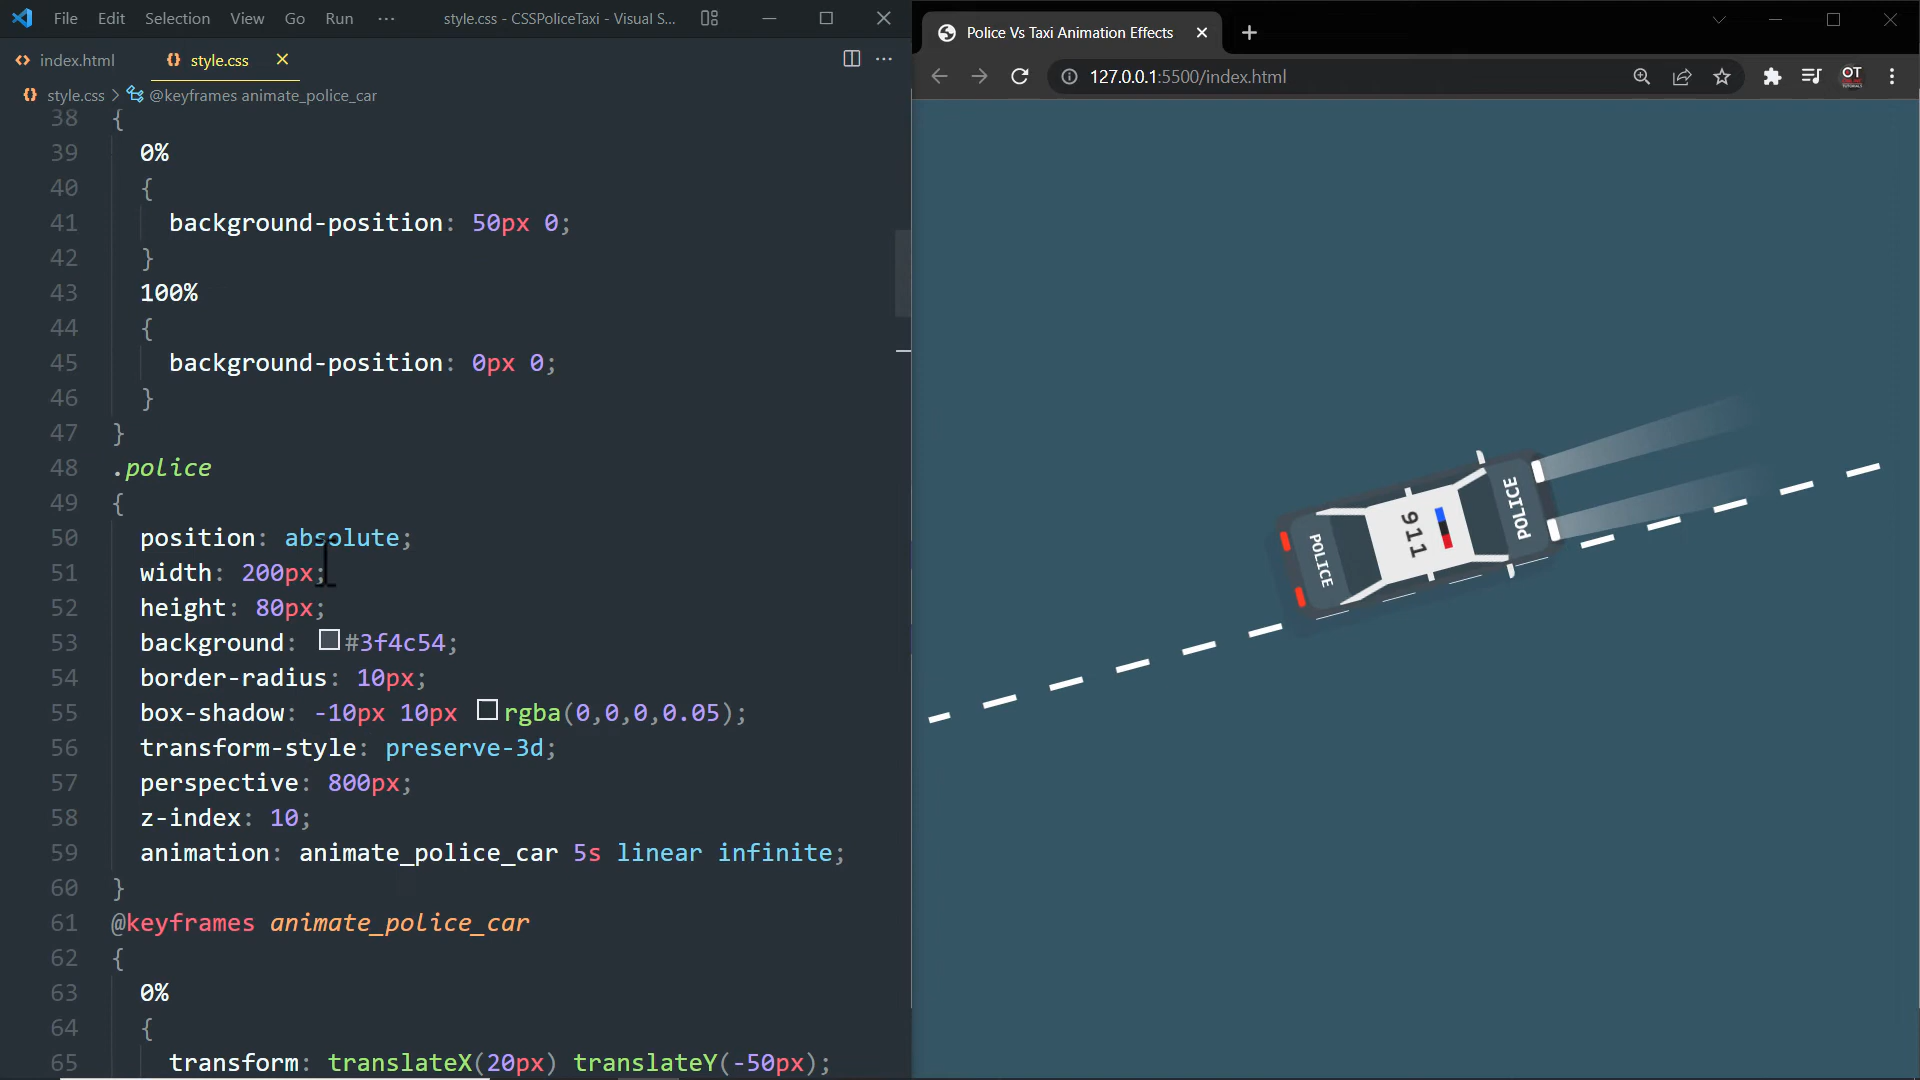 File Edit Selection View Go Run ··· style.css - CSSPoliceTaxi - Visual S...
index.html style.css
style.css > @keyframes animate_police_car
38 {
39 0%
40 {
41 background-position: 50px 0;
42 }
43 100%
44 {
45 background-position: 0px 0;
46 }
47 }
48 .police
49 {
50 position: absolute;
51 width: 200px;
52 height: 80px;
53 background: #3f4c54;
54 border-radius: 10px;
55 box-shadow: -10px 10px rgba(0,0,0,0.05);
56 transform-style: preserve-3d;
57 perspective: 800px;
58 z-index: 10;
59 animation: animate_police_car 5s linear infinite;
60 }
61 @keyframes animate_police_car
62 {
63 0%
64 {
65 transform: translateX(20px) translateY(-50px);
Police Vs Taxi Animation Effects
127.0.0.1:5500/index.html
OT
POLICE
911
POLICE